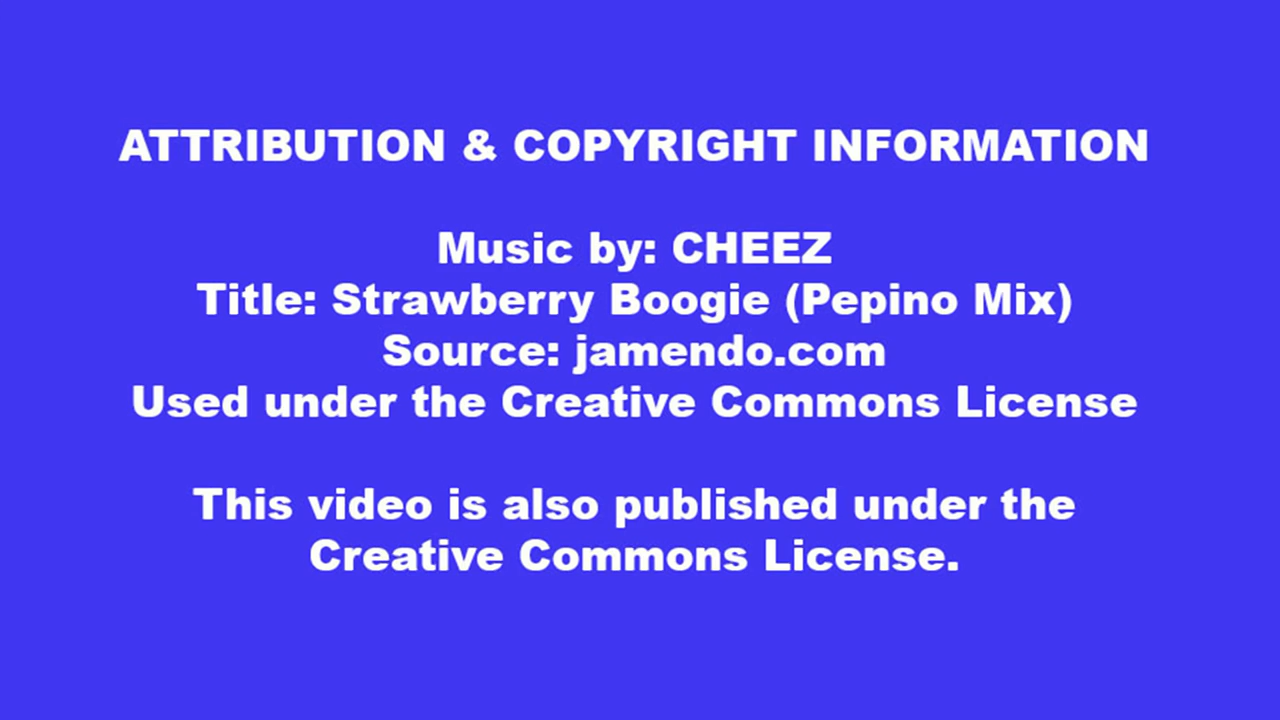 ATTRIBUTION & COPYRIGHT INFORMATION
Music by: CHEEZ
Title: Strawberry Boogie (Pepino Mix)
Source: jamendo.com
Used under the Creative Commons License
This video is also published under the
Creative Commons License.